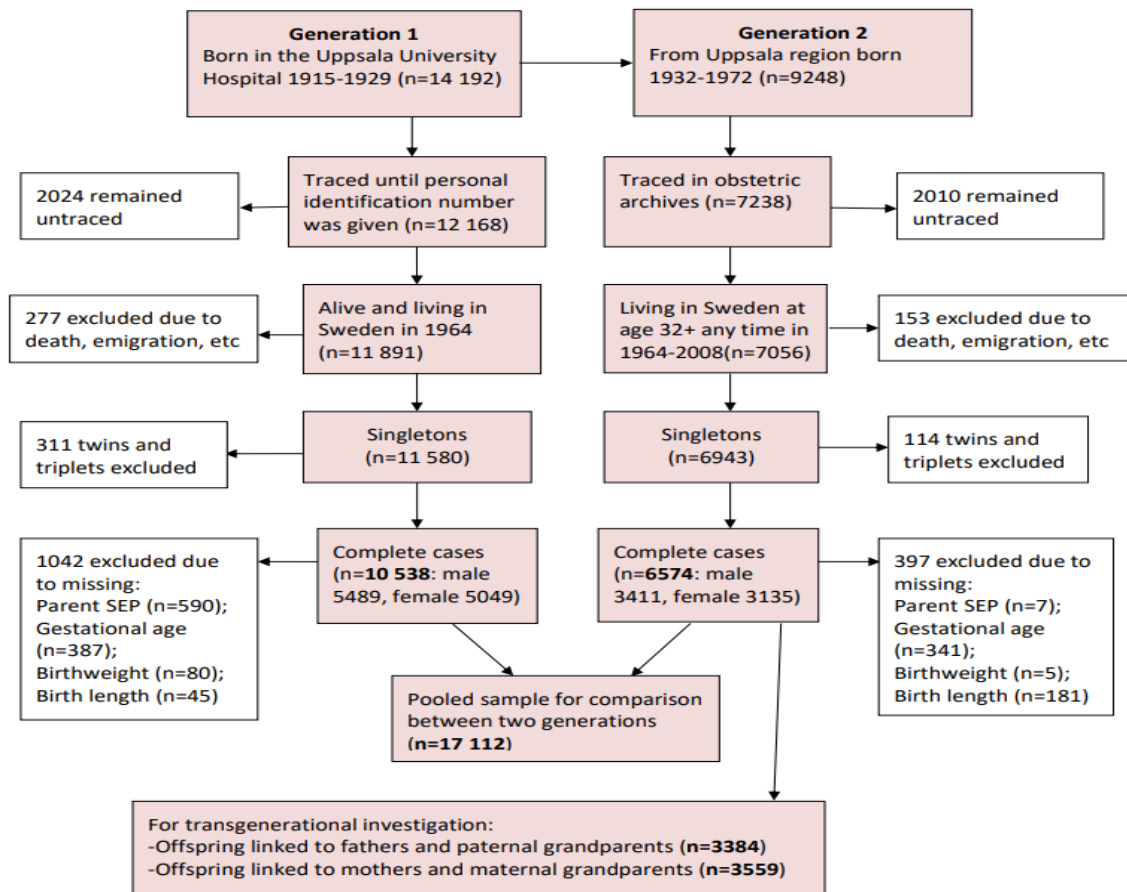 Generation 1
Born in the Uppsala University
Hospital 1915-1929 (n=14 192)
Generation 2
From Uppsala region born
1932-1972 (n=9248)
2024 remained
untraced
Traced until personal
identification number
was given (n=12 168)
Traced in obstetric
archives (n=7238)
2010 remained
untraced
277 excluded due to
death, emigration, etc
Alive and living in
Sweden in 1964
(n=11 891)
Living in Sweden at
age 32+ any time in
1964-2008(n=7056)
153 excluded due to
death, emigration, etc
311 twins and
triplets excluded
Singletons
(n=11 580)
Singletons
(n=6943)
114 twins and
triplets excluded
1042 excluded due
to missing:
Parent SEP (n=590);
Gestational age
(n=387);
Birthweight (n=80);
Birth length (n=45)
Complete cases
(n=10 538: male
5489, female 5049)
Complete cases
(n=6574: male
3411, female 3135)
397 excluded due to
missing:
Parent SEP (n=7);
Gestational age
(n=341);
Birthweight (n=5);
Birth length (n=181)
Pooled sample for comparison
between two generations
(n=17 112)
For transgenerational investigation:
-Offspring linked to fathers and paternal grandparents (n=3384)
-Offspring linked to mothers and maternal grandparents (n=3559)